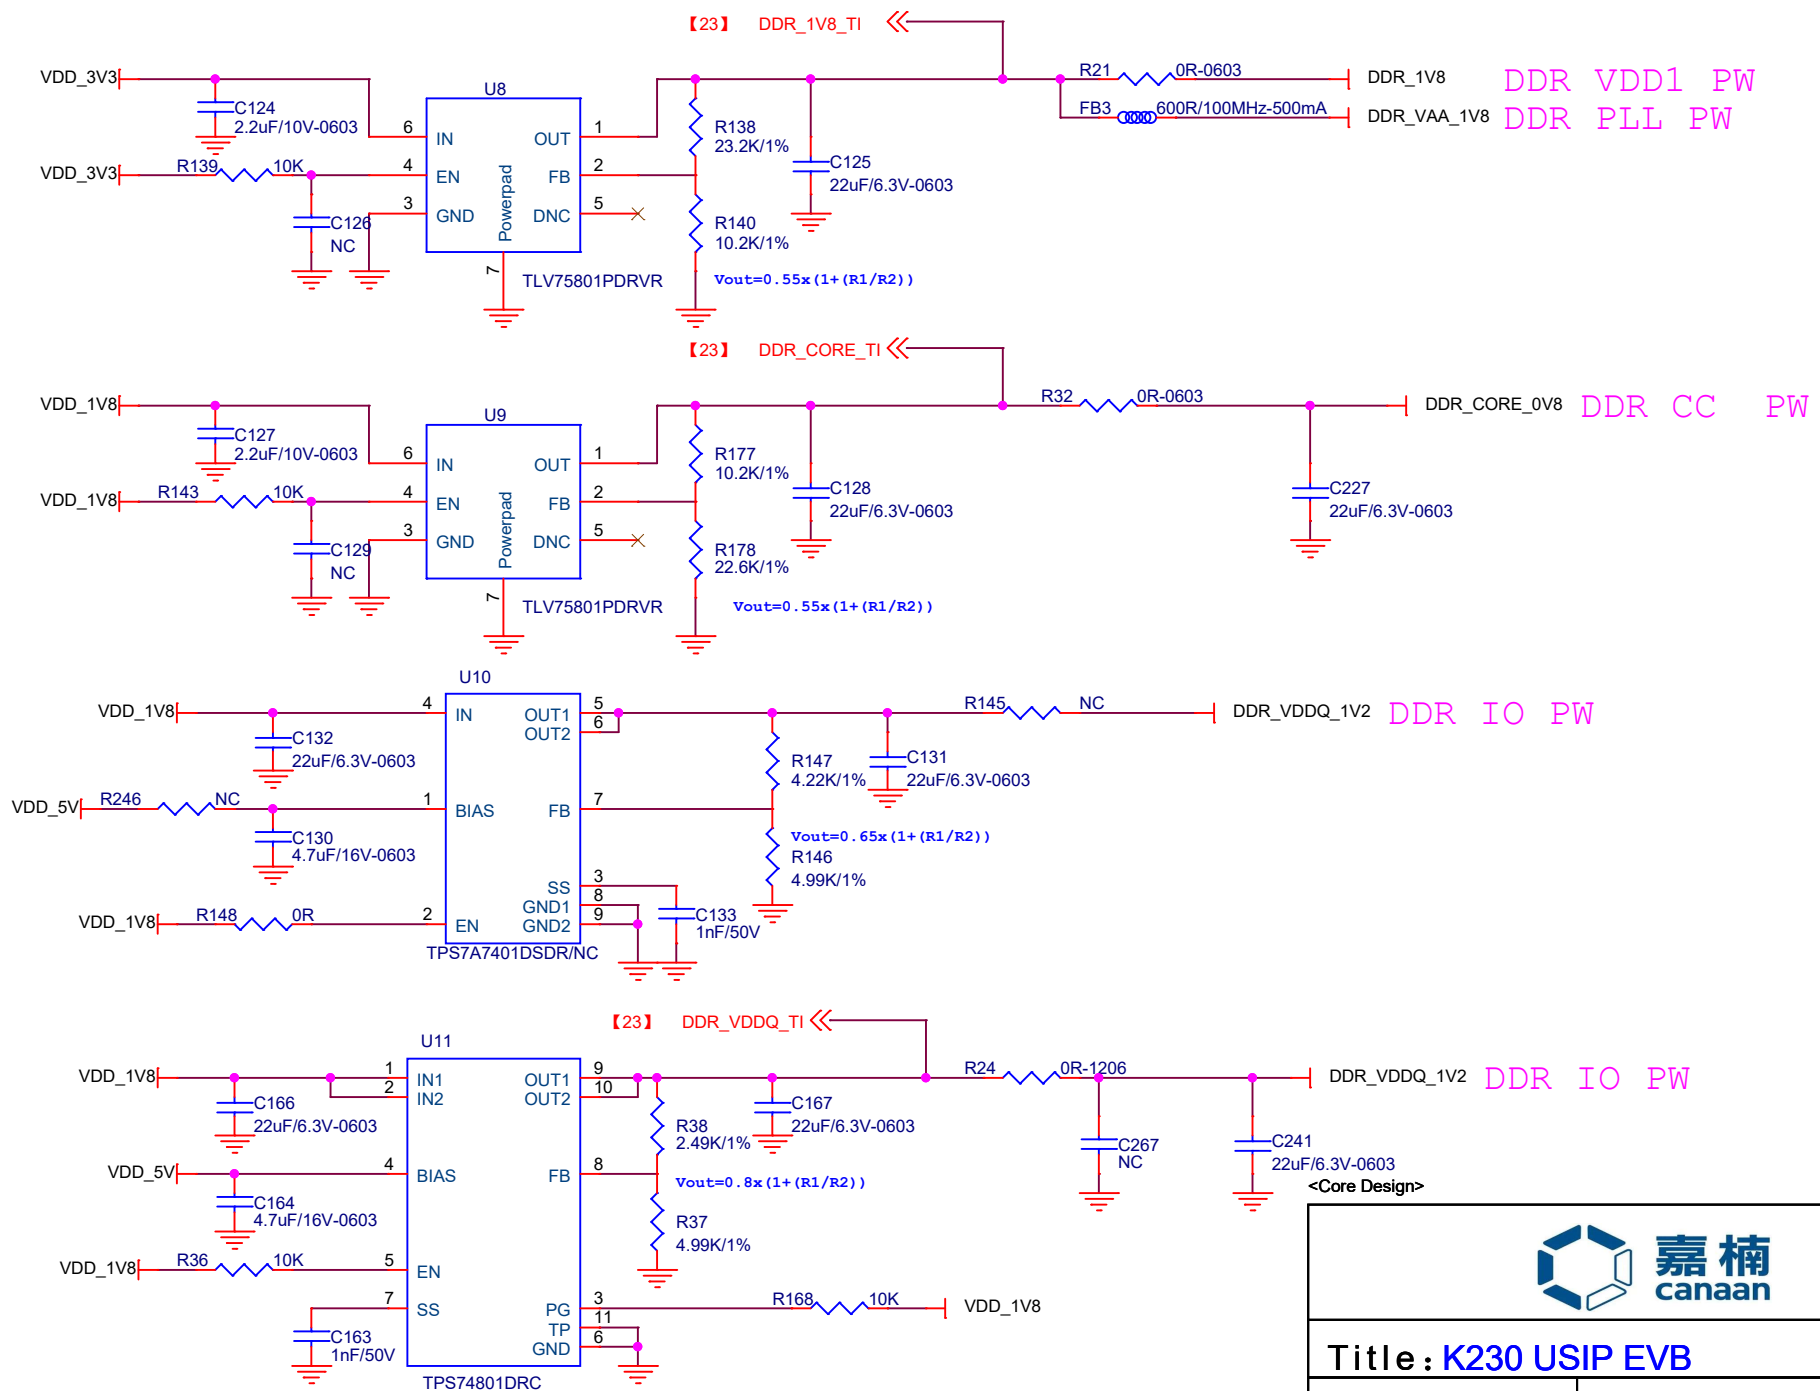 【23】 DDR_1V8_TI
VDD_3V3
C124
2.2uF/10V-0603
VDD_3V3 R139 10K
C126
NC
U8
6 IN
4 EN
3 GND
OUT 1
FB 2
DNC 5
Powerpad
7
TLV75801PDRVR
R138
23.2K/1%
R140
10.2K/1%
Vout=0.55x(1+(R1/R2))
C125
22uF/6.3V-0603
R21 0R-0603 DDR_1V8 DDR VDD1 PW
FB3 600R/100MHz-500mA DDR_VAA_1V8 DDR PLL PW
【23】 DDR_CORE_TI
VDD_1V8
C127
2.2uF/10V-0603
VDD_1V8 R143 10K
C129
NC
U9
6 IN
4 EN
3 GND
OUT 1
FB 2
DNC 5
Powerpad
7
TLV75801PDRVR
R177
10.2K/1%
R178
22.6K/1%
Vout=0.55x(1+(R1/R2))
C128
22uF/6.3V-0603
R32 0R-0603 DDR_CORE_0V8 DDR CC PW
C227
22uF/6.3V-0603
U10
VDD_1V8
C132
22uF/6.3V-0603
VDD_5V R246 NC
C130
4.7uF/16V-0603
VDD_1V8 R148 0R
4 IN
1 BIAS
2 EN
OUT1 5
OUT2 6
FB 7
SS 3
GND1 8
GND2 9
TPS7A7401DSDR/NC
C133
1nF/50V
R147
4.22K/1%
Vout=0.65x(1+(R1/R2))
R146
4.99K/1%
C131
22uF/6.3V-0603
R145 NC DDR_VDDQ_1V2 DDR IO PW
【23】 DDR_VDDQ_TI
U11
VDD_1V8
C166
22uF/6.3V-0603
VDD_5V
C164
4.7uF/16V-0603
VDD_1V8 R36 10K
C163
1nF/50V
1 IN1
2 IN2
4 BIAS
5 EN
7 SS
OUT1 9
OUT2 10
FB 8
PG 3
TP 11
GND 6
TPS74801DRC
R38
2.49K/1%
Vout=0.8x(1+(R1/R2))
R37
4.99K/1%
C167
22uF/6.3V-0603
R24 0R-1206 DDR_VDDQ_1V2 DDR IO PW
C267
NC
C241
22uF/6.3V-0603
R168 10K VDD_1V8
<Core Design>
嘉楠
canaan
Title: K230 USIP EVB